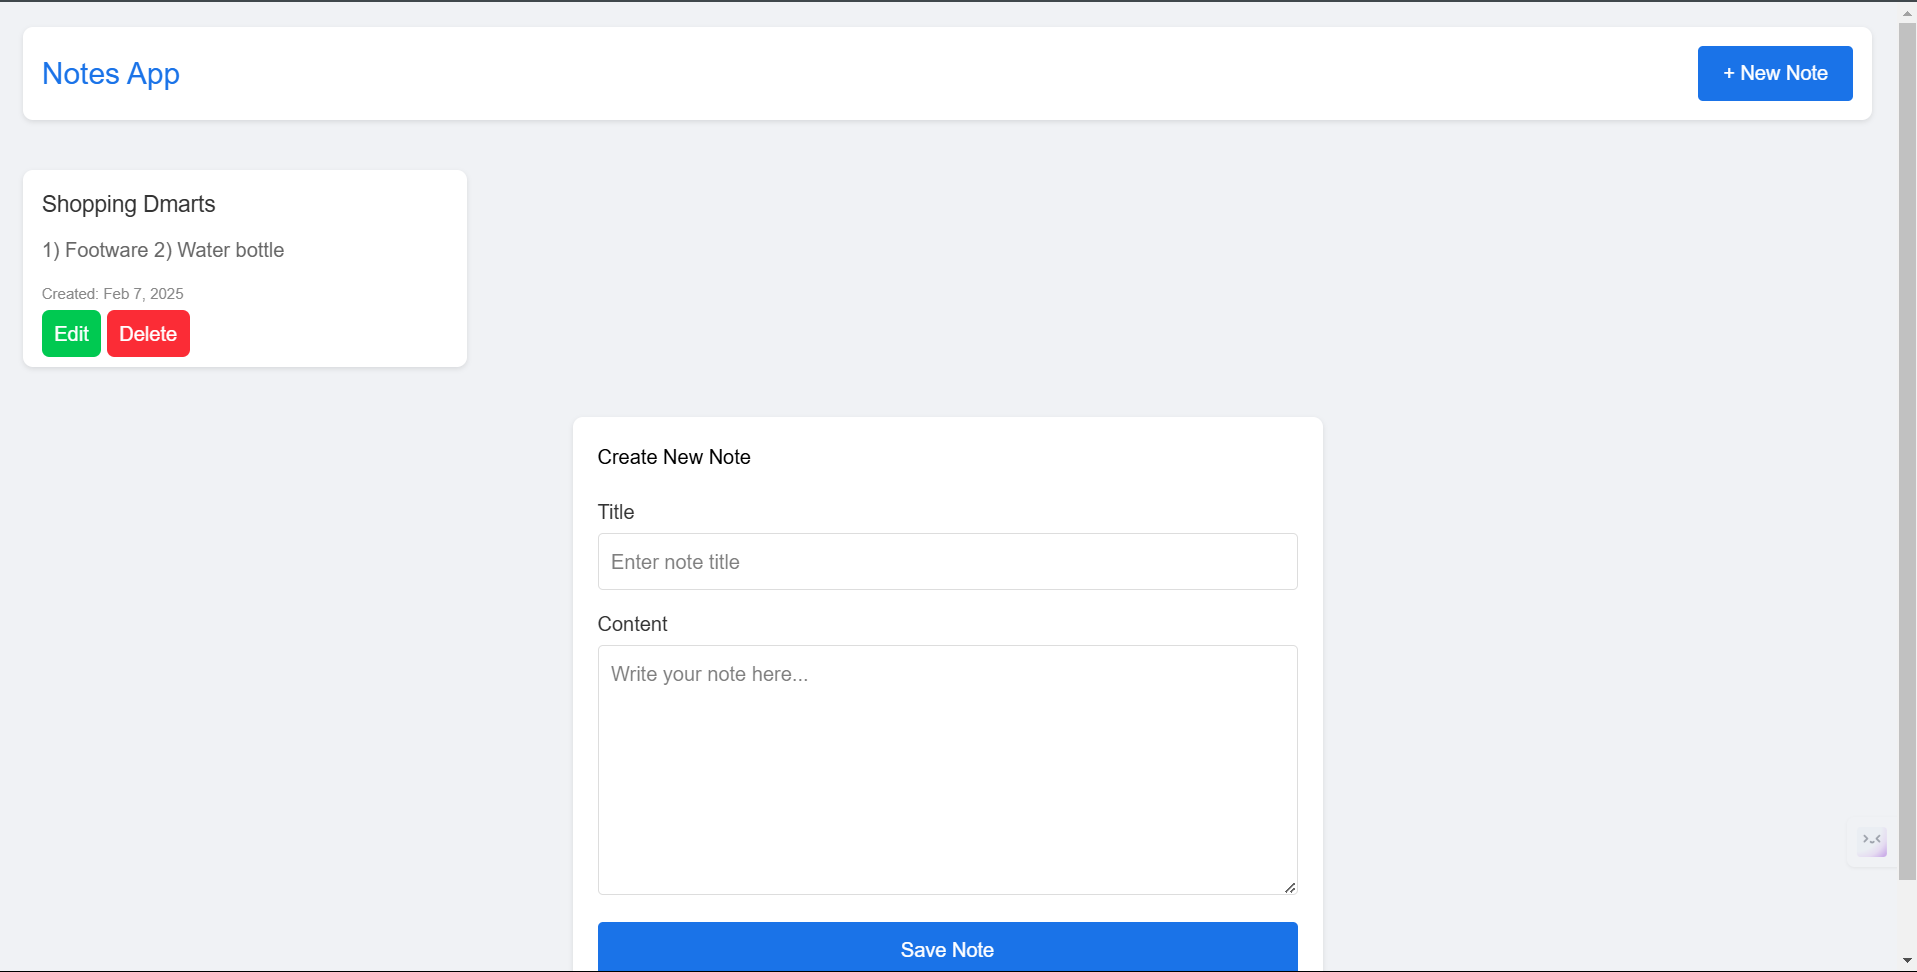 Notes App
+ New Note
Shopping Dmarts
1) Footware 2) Water bottle
Created: Feb 7, 2025
Edit Delete
Create New Note
Title
Enter note title
Content
Write your note here...
Save Note